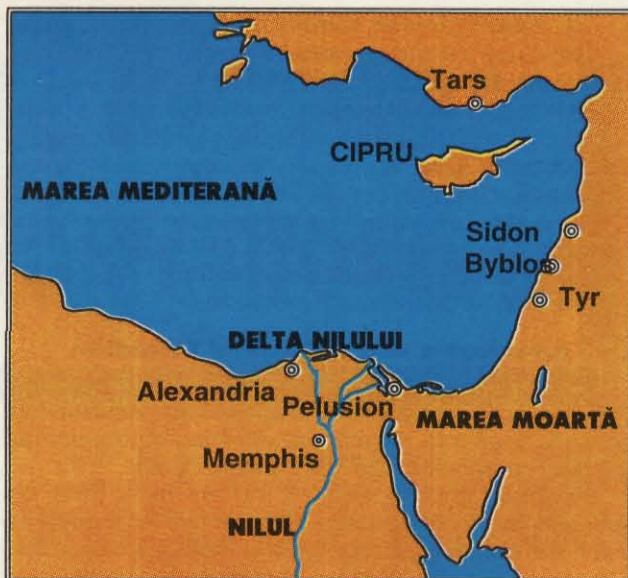 Tars
CIPRU
MAREA MEDITERANĂ
Sidon
Byblos
Tyr
DELTA NILULUI
Alexandria
Pelusion
MAREA MOARTĂ
Memphis
NILUL